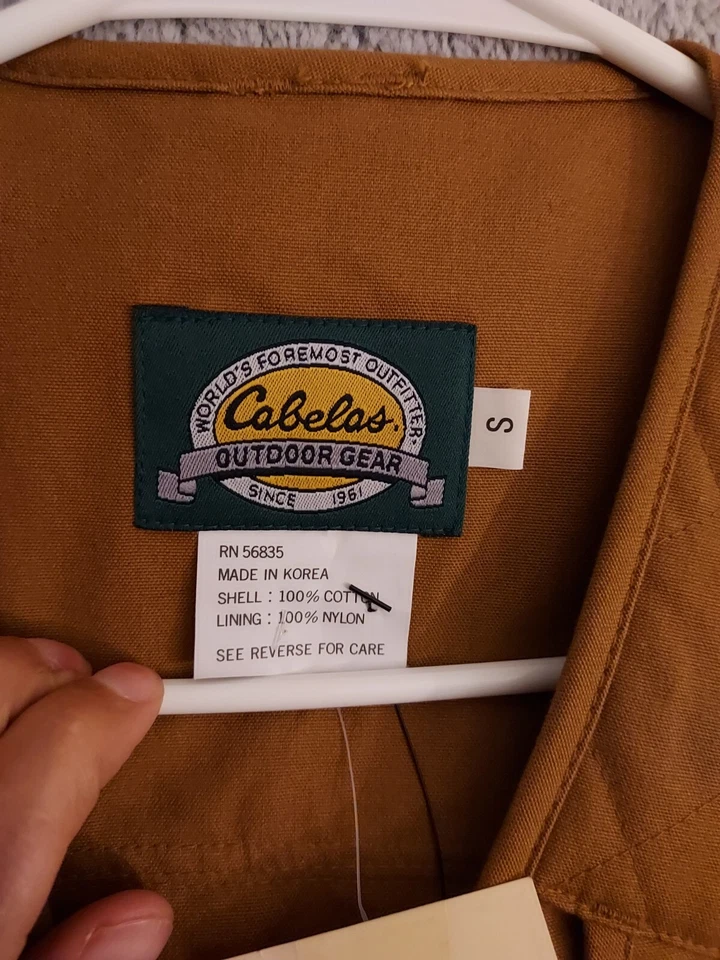 WORLD'S FOREMOST OUTFITTER
Cabelas.
OUTDOOR GEAR
SINCE 1961
S
RN 56835
MADE IN KOREA
SHELL : 100% COTTON
LINING : 100% NYLON
SEE REVERSE FOR CARE